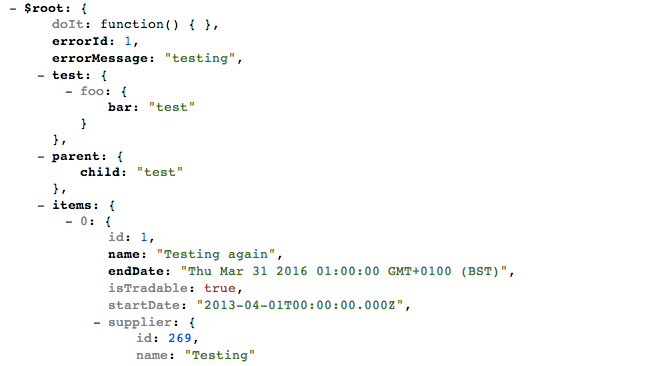 - $root: {
doIt: function() { },
errorId: 1,
errorMessage: "testing",
- test: {
- foo: {
bar: "test"
}
},
- parent: {
child: "test"
},
- items: {
- 0: {
id: 1,
name: "Testing again",
endDate: "Thu Mar 31 2016 01:00:00 GMT+0100 (BST)",
isTradable: true,
startDate: "2013-04-01T00:00:00.000Z",
- supplier: {
id: 269,
name: "Testing"